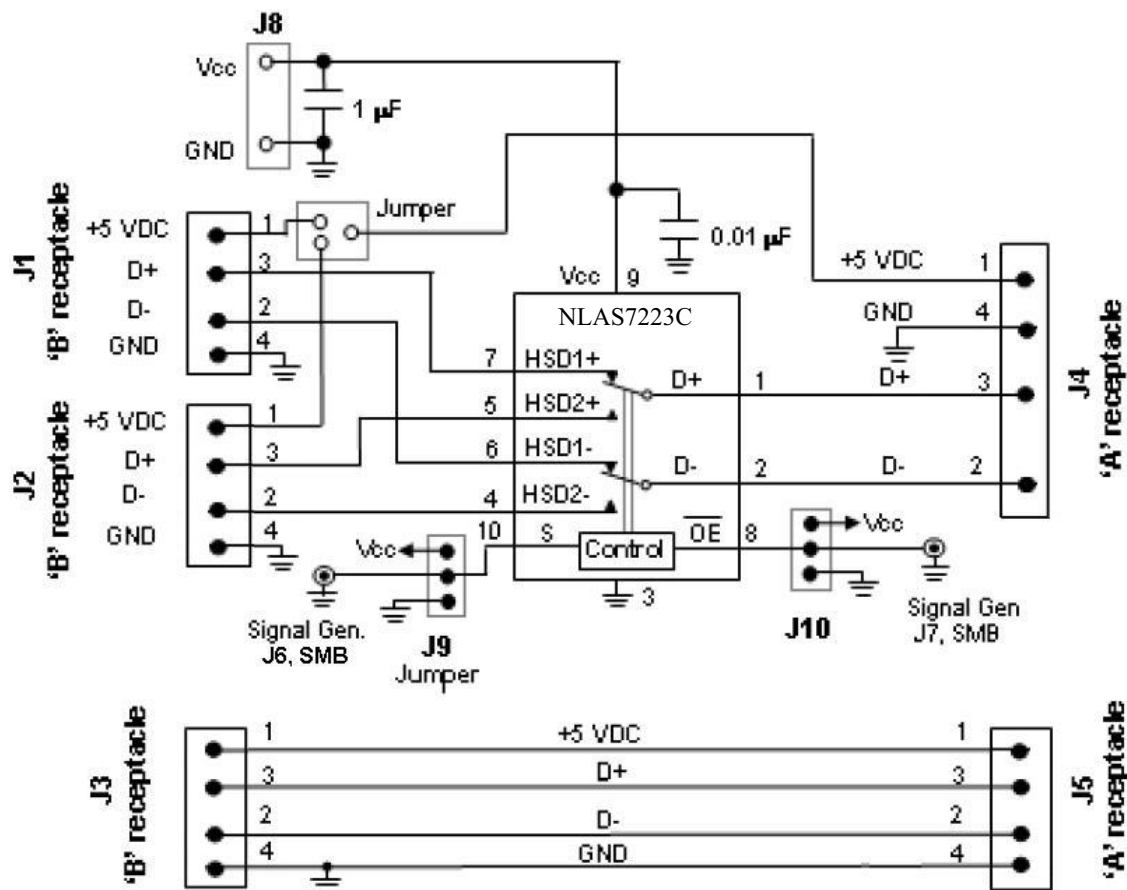 J8
Vcc
1 µF
GND
J1
'B' receptacle
+5 VDC
1
D+
3
D-
2
GND
4
Jumper
0.01 µF
Vcc
9
NLAS7223C
+5 VDC
1
GND
4
D+
3
D-
2
J4
'A' receptacle
7
HSD1+
D+
1
5
HSD2+
6
HSD1-
D-
2
4
HSD2-
10
S
Control
OE
8
3
J2
'B' receptacle
+5 VDC
1
D+
3
D-
2
GND
4
Vcc
Signal Gen.
J6, SMB
J9
Jumper
Vcc
J10
Signal Gen
J7, SMB
J3
'B' receptacle
1
+5 VDC
1
3
D+
3
2
D-
2
4
GND
4
J5
'A' receptacle